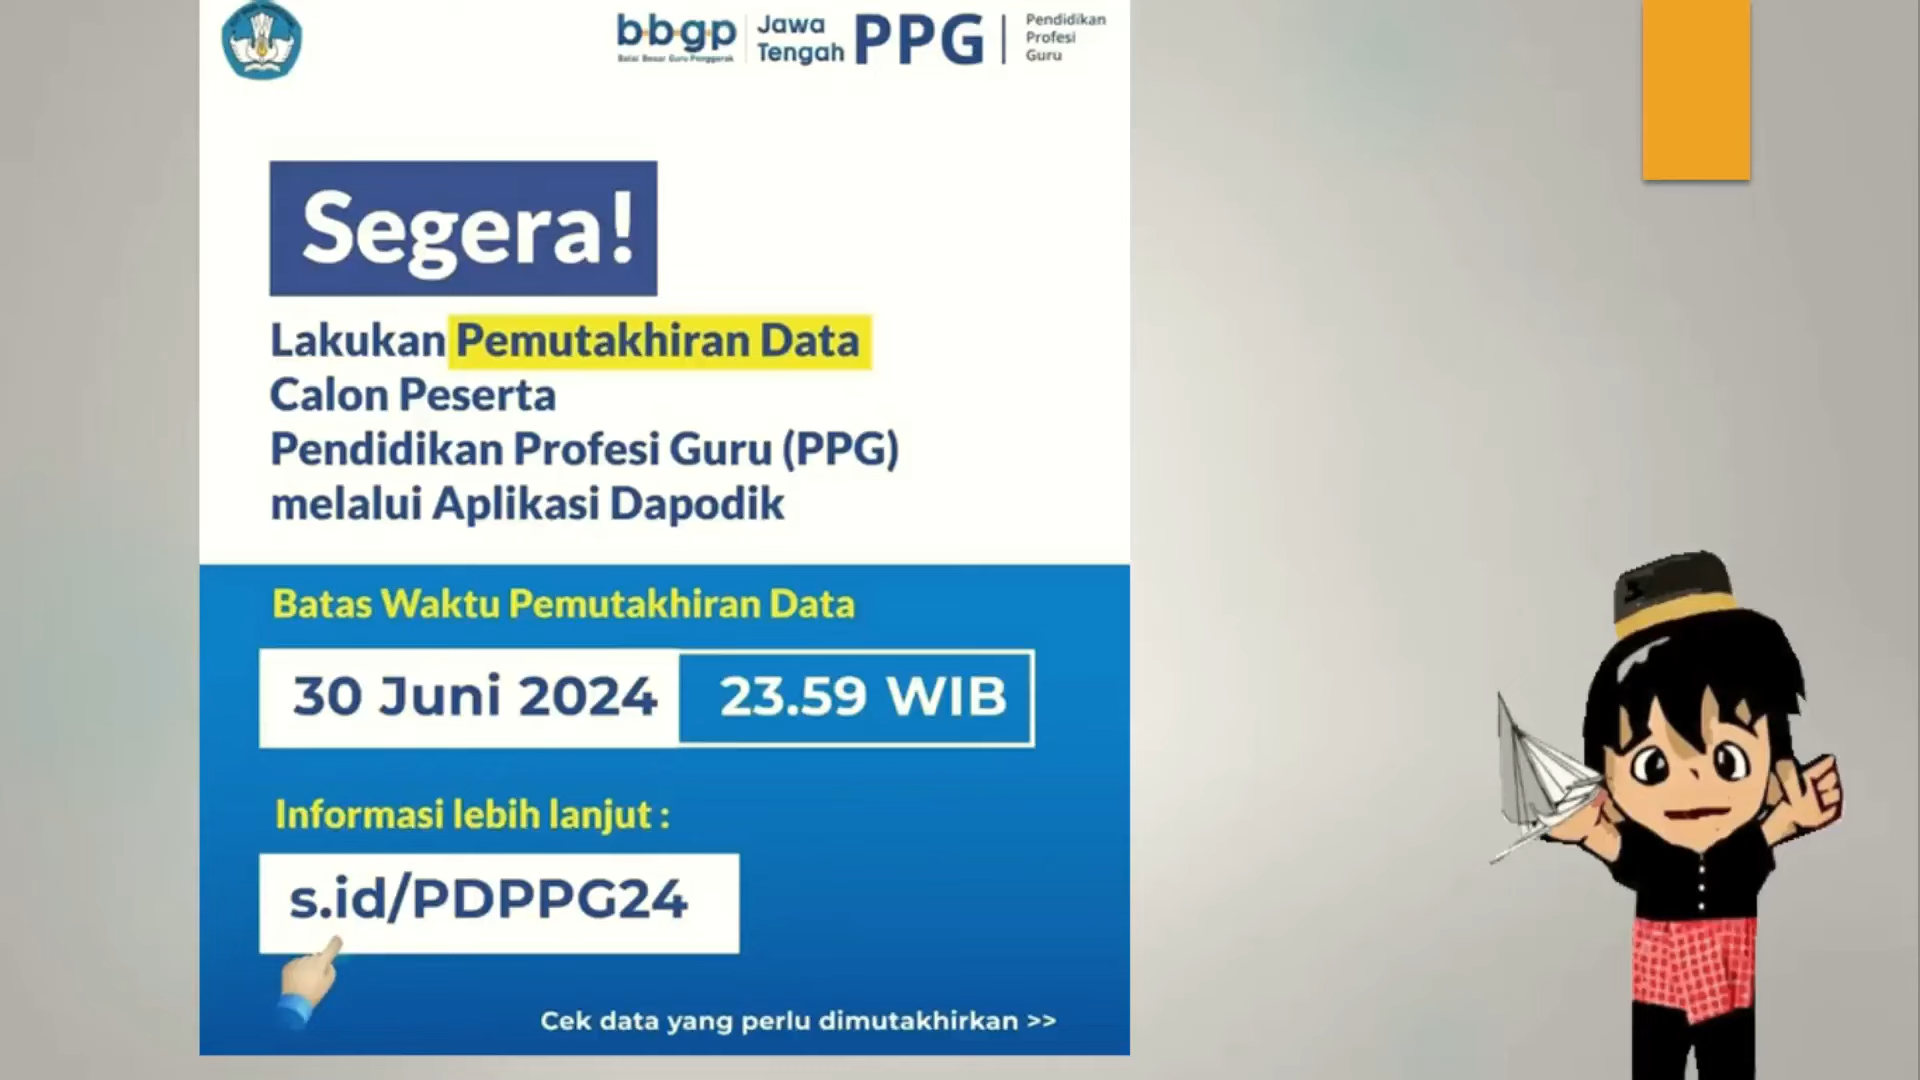 bbgp
Balai Besar Guru Penggerak
Jawa
Tengah
PPG
Pendidikan
Profesi
Guru
Segera!
Lakukan Pemutakhiran Data
Calon Peserta
Pendidikan Profesi Guru (PPG)
melalui Aplikasi Dapodik
Batas Waktu Pemutakhiran Data
30 Juni 2024 23.59 WIB
Informasi lebih lanjut :
s.id/PDPPG24
Cek data yang perlu dimutakhirkan >>